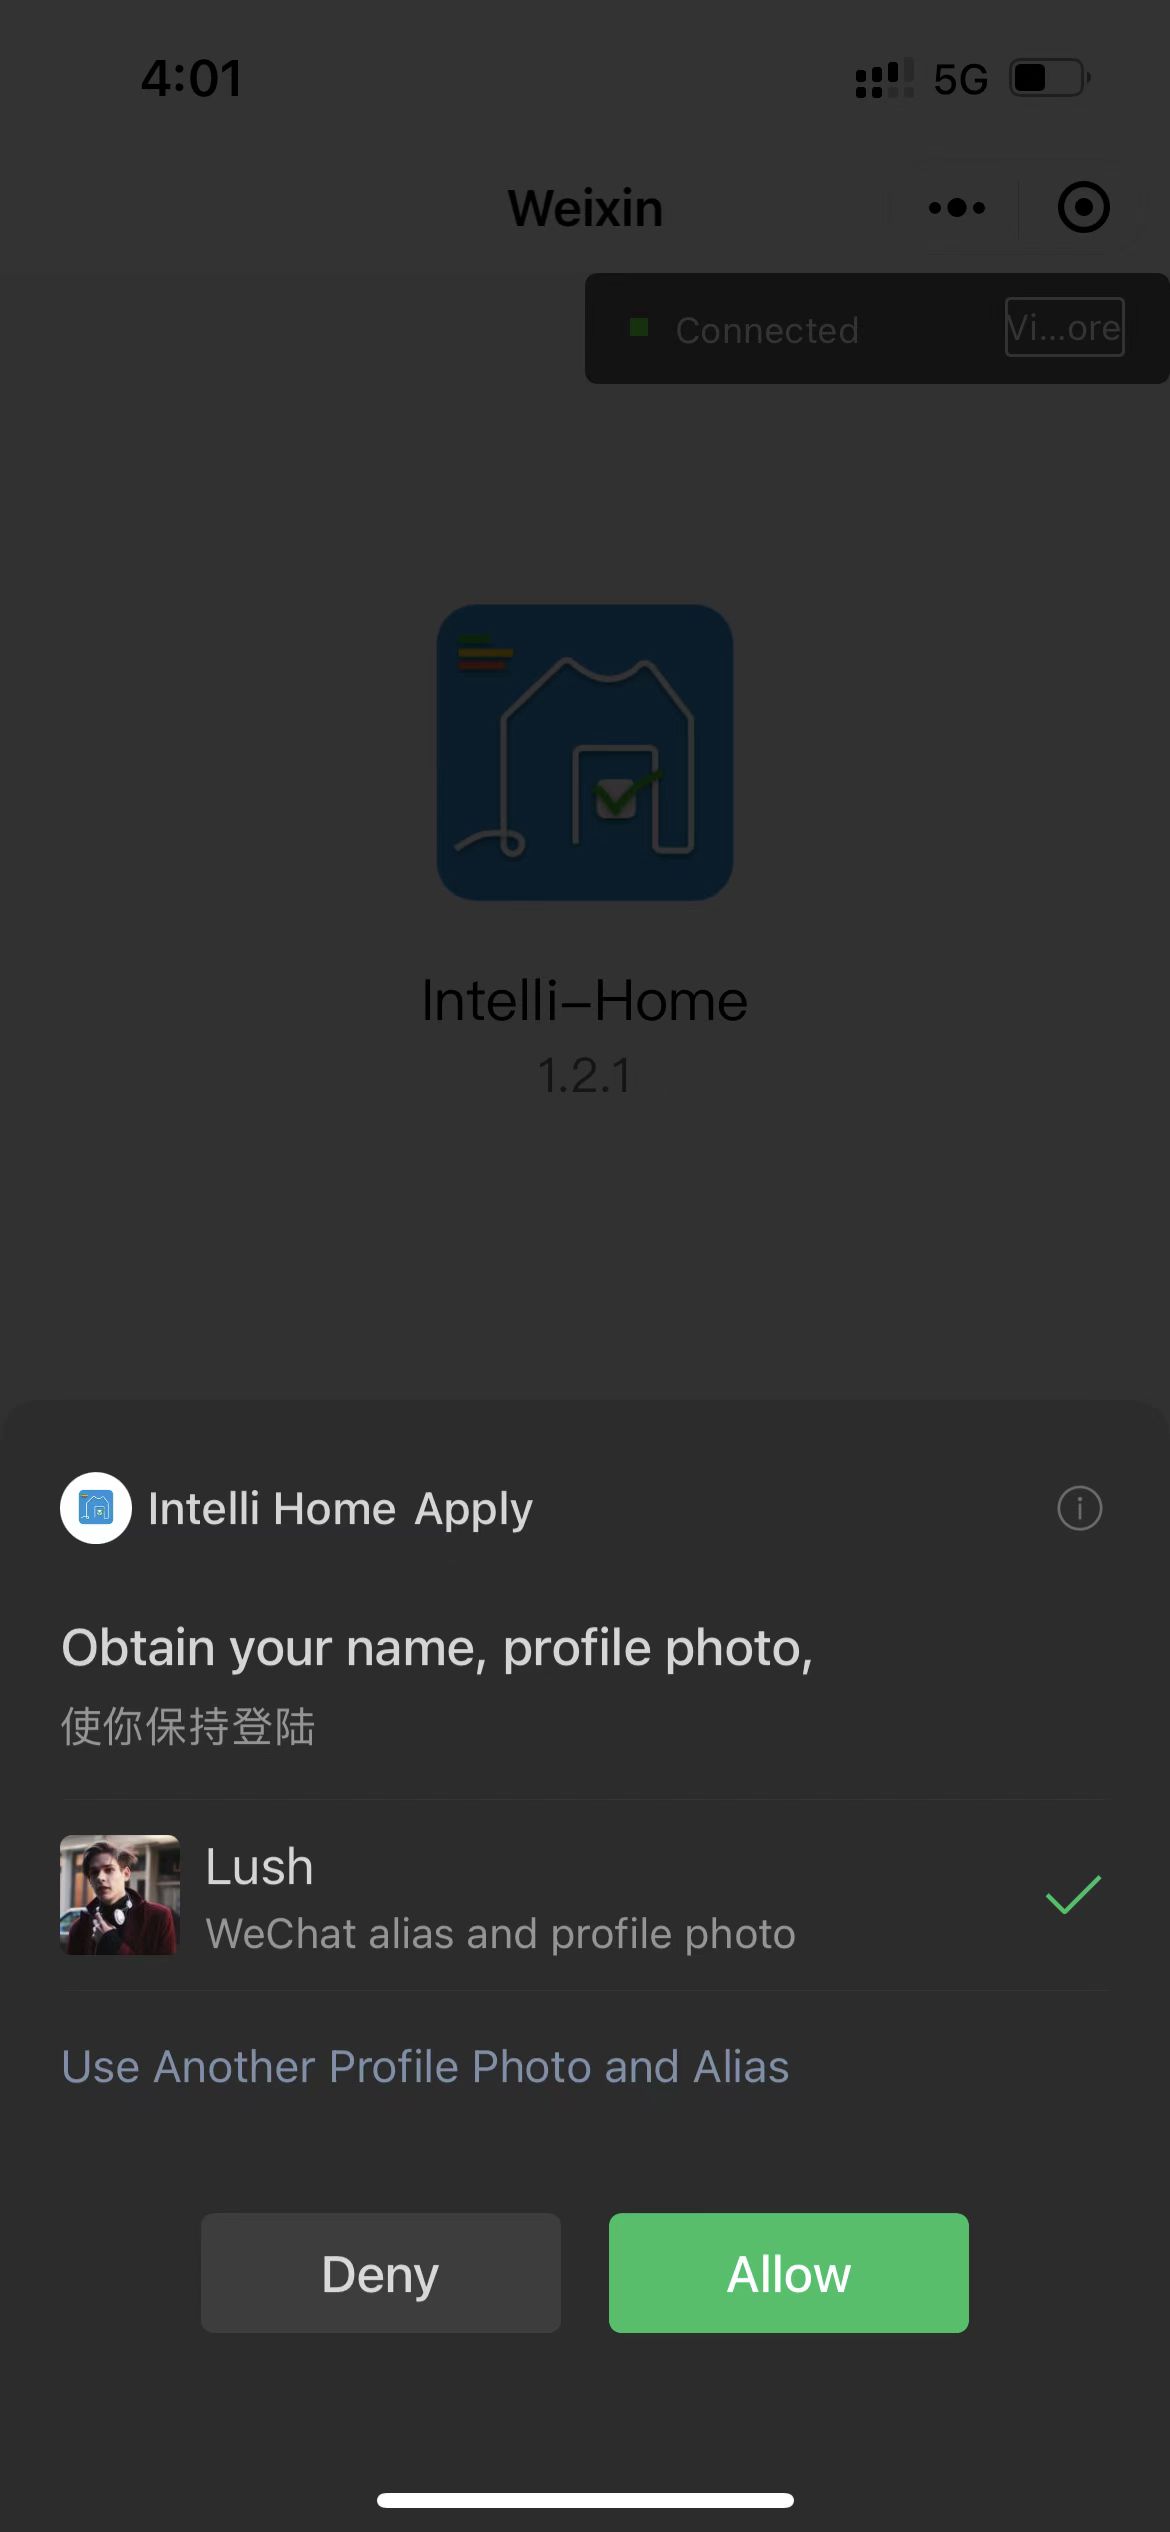 4:01
5G
Weixin
Connected
Vi...ore
Intelli–Home
1.2.1
Intelli Home Apply
Obtain your name, profile photo,
使你保持登陆
Lush
WeChat alias and profile photo
Use Another Profile Photo and Alias
Deny
Allow